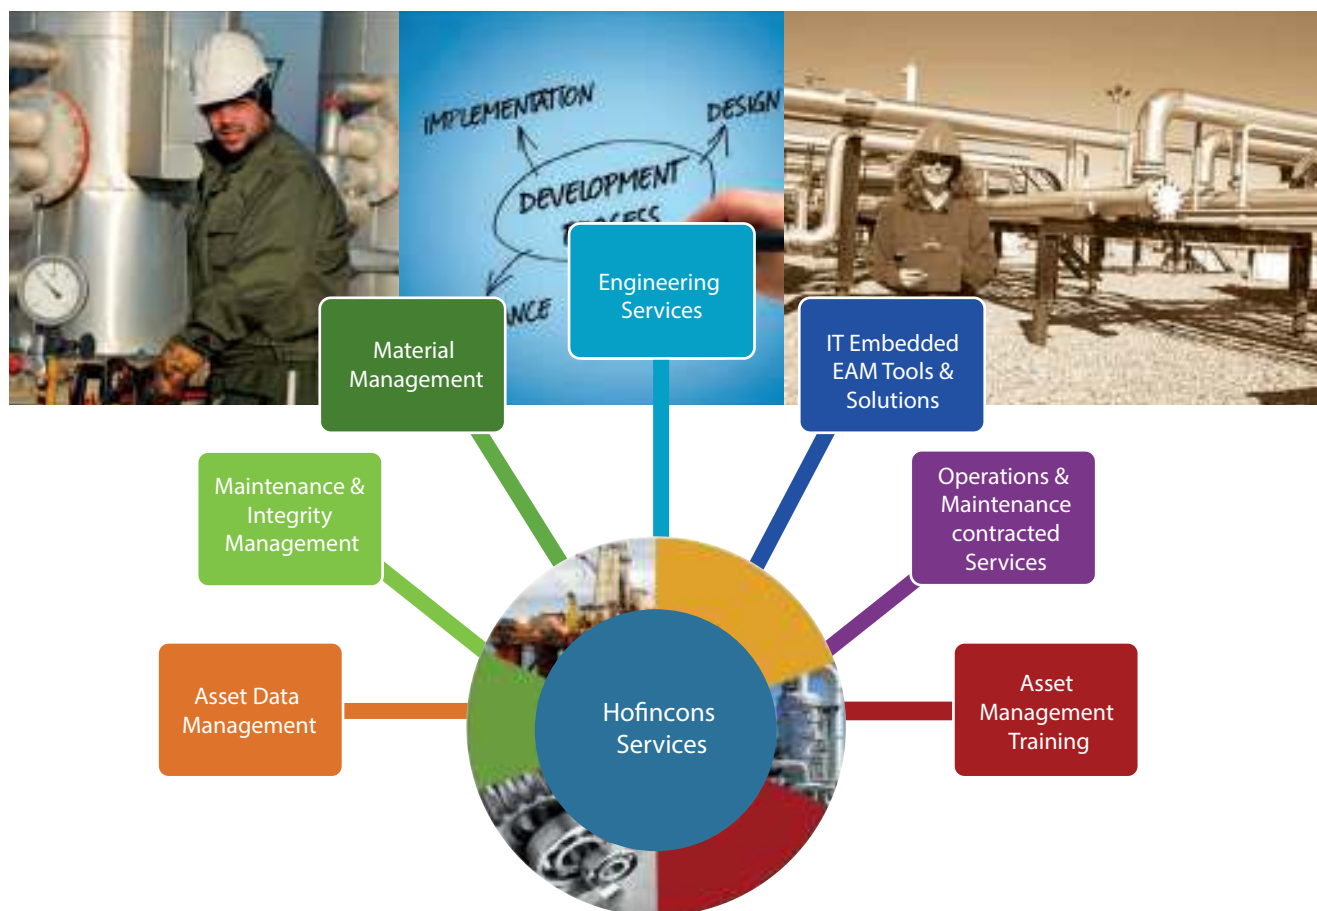 IMPLEMENTATION
DESIGN
DEVELOPMENT
Engineering
Services
Material
Management
IT Embedded
EAM Tools &
Solutions
Maintenance &
Integrity
Management
Operations &
Maintenance
contracted
Services
Asset Data
Management
Hofincons
Services
Asset
Management
Training